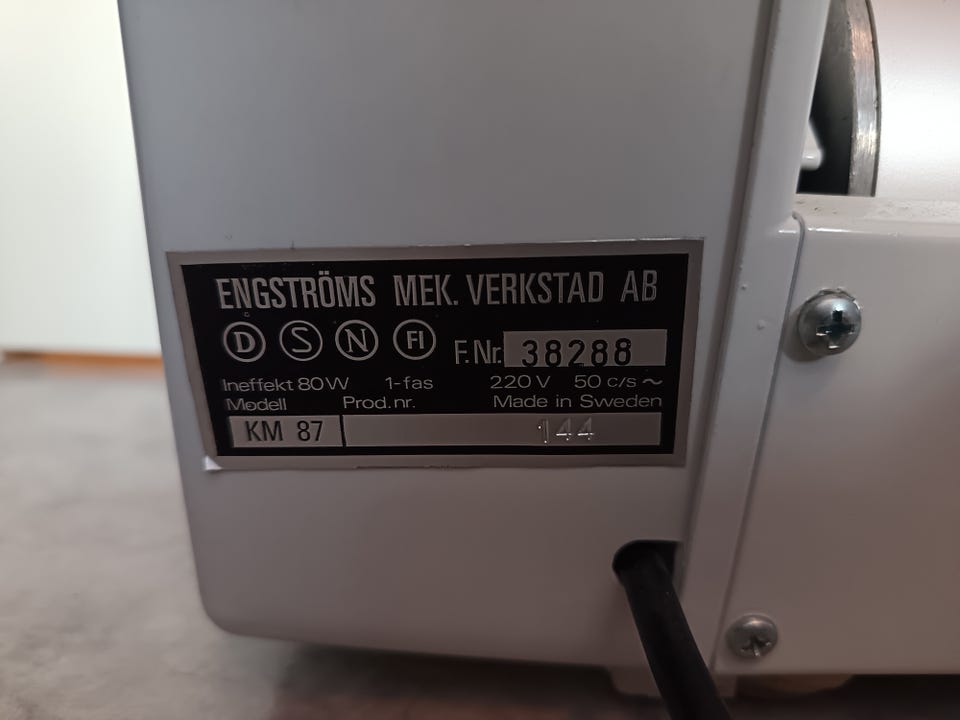 ENGSTRÖMS MEK. VERKSTAD AB
D S N FI F.Nr. 38288
Ineffekt 80W 1-fas 220 V 50 c/s ~
Modell Prod.nr. Made in Sweden
KM 87 144